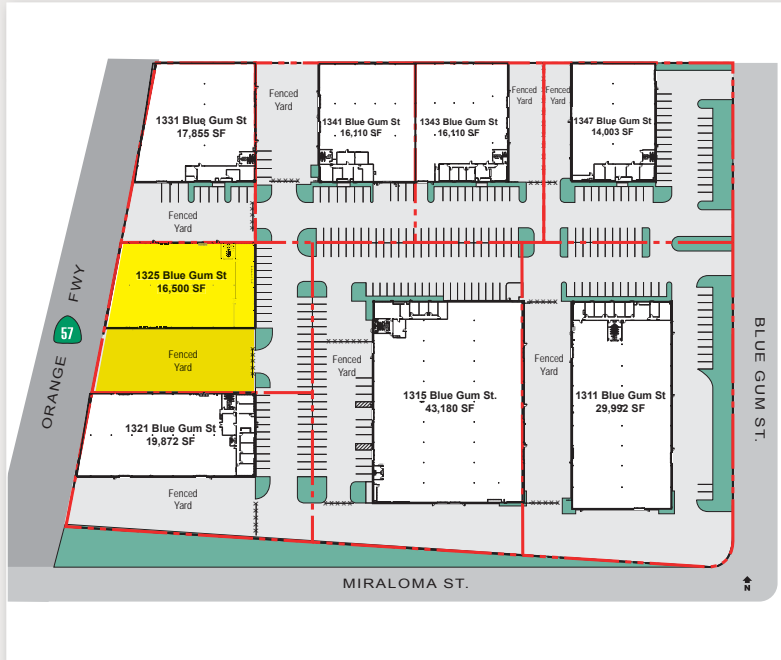 Fenced
Yard
Fenced
Yard
Fenced
Yard
1331 Blue Gum St
17,855 SF
1341 Blue Gum St
16,110 SF
1343 Blue Gum St
16,110 SF
1347 Blue Gum St
14,003 SF
Fenced
Yard
1325 Blue Gum St
16,500 SF
ORANGE 57 FWY
Fenced
Yard
Fenced
Yard
Fenced
Yard
1315 Blue Gum St.
43,180 SF
1311 Blue Gum St
29,992 SF
BLUE GUM ST.
1321 Blue Gum St
19,872 SF
Fenced
Yard
MIRALOMA ST.
N